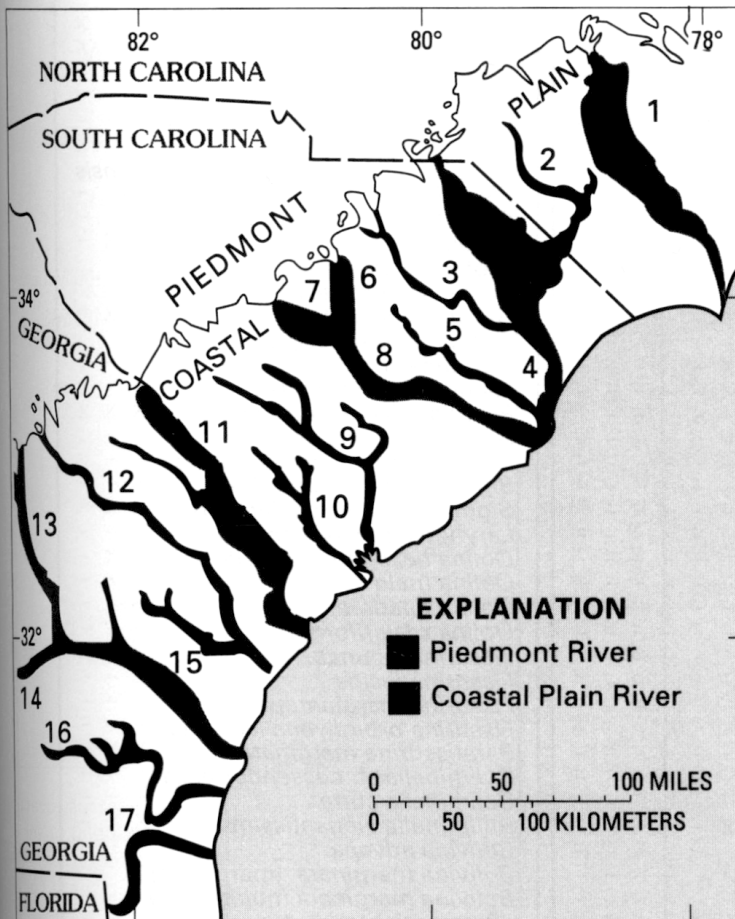 82°
80°
78°
NORTH CAROLINA
SOUTH CAROLINA
PLAIN
1
2
PIEDMONT
34°
7
6
3
GEORGIA
COASTAL
5
8
4
11
9
12
10
13
32°
15
14
16
17
EXPLANATION
Piedmont River
Coastal Plain River
0 50 100 MILES
0 50 100 KILOMETERS
GEORGIA
FLORIDA